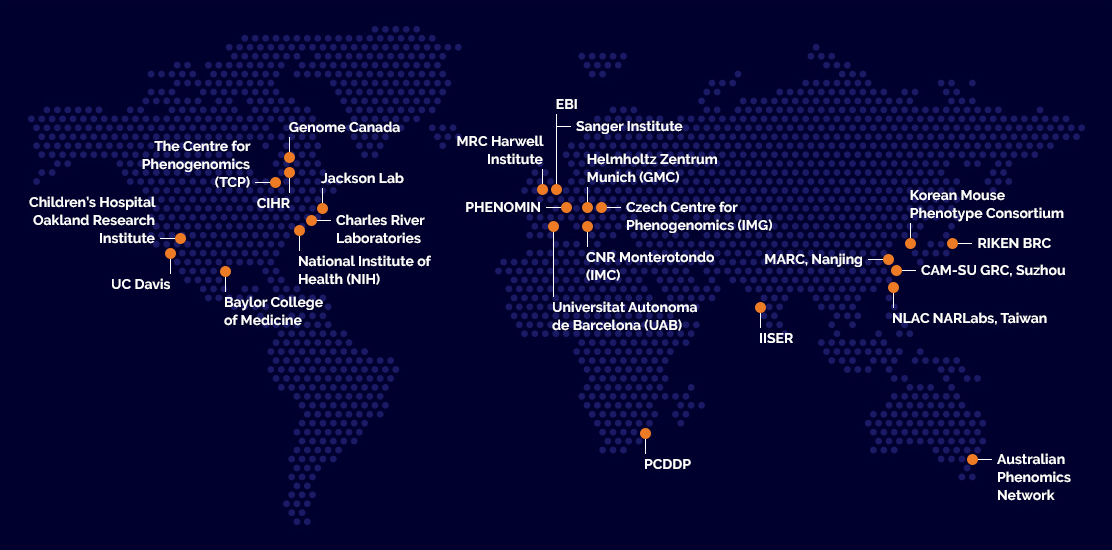 EBI
Genome Canada
Sanger Institute
The Centre for
Phenogenomics
(TCP)
MRC Harwell
Institute
Helmholtz Zentrum
Munich (GMC)
Jackson Lab
CIHR
Children's Hospital
Oakland Research
Institute
Charles River
Laboratories
PHENOMIN
Czech Centre for
Phenogenomics (IMG)
Korean Mouse
Phenotype Consortium
RIKEN BRC
National Institute of
Health (NIH)
CNR Monterotondo
(IMC)
MARC, Nanjing
CAM-SU GRC, Suzhou
UC Davis
Baylor College
of Medicine
Universitat Autonoma
de Barcelona (UAB)
NLAC NARLabs, Taiwan
IISER
PCDDP
Australian
Phenomics
Network